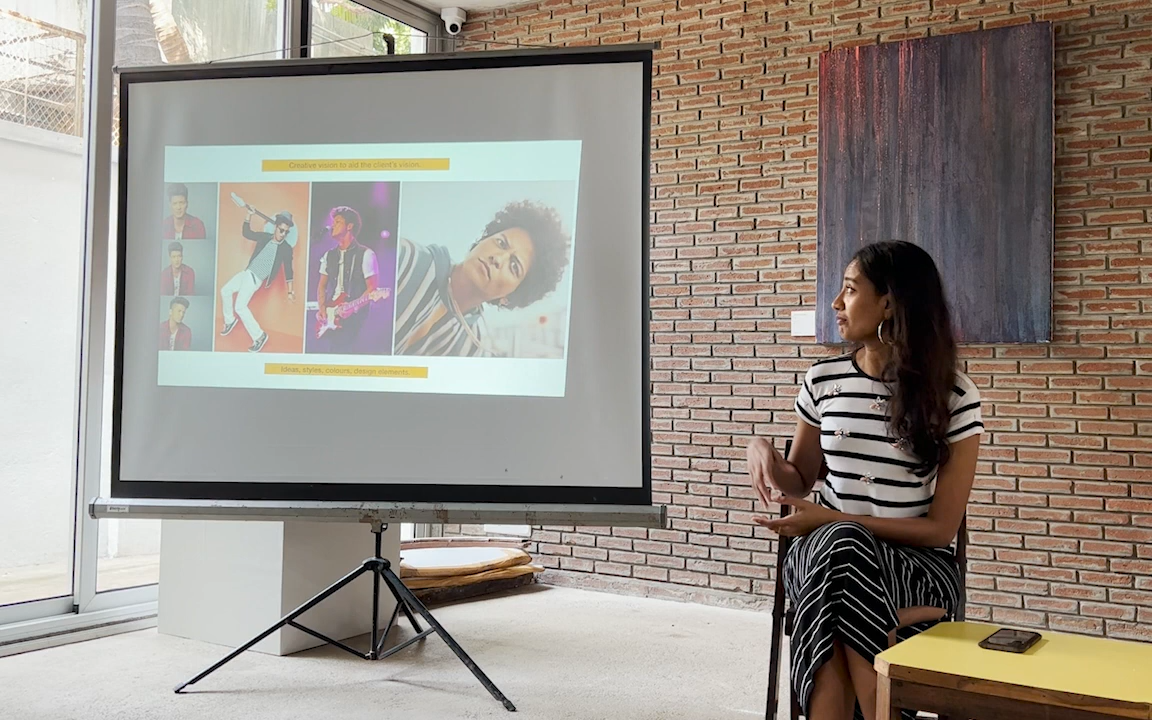 Creative vision to aid the client's vision.
Ideas, styles, colours, design elements.